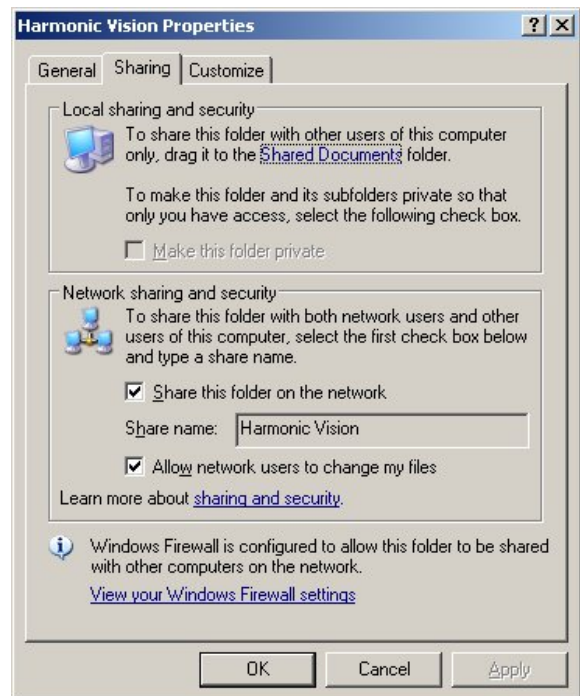 Harmonic Vision Properties
General Sharing Customize
Local sharing and security
To share this folder with other users of this computer
only, drag it to the Shared Documents folder.
To make this folder and its subfolders private so that
only you have access, select the following check box.
Make this folder private
Network sharing and security
To share this folder with both network users and other
users of this computer, select the first check box below
and type a share name.
Share this folder on the network
Share name: Harmonic Vision
Allow network users to change my files
Learn more about sharing and security.
Windows Firewall is configured to allow this folder to be shared
with other computers on the network.
View your Windows Firewall settings
OK Cancel Apply